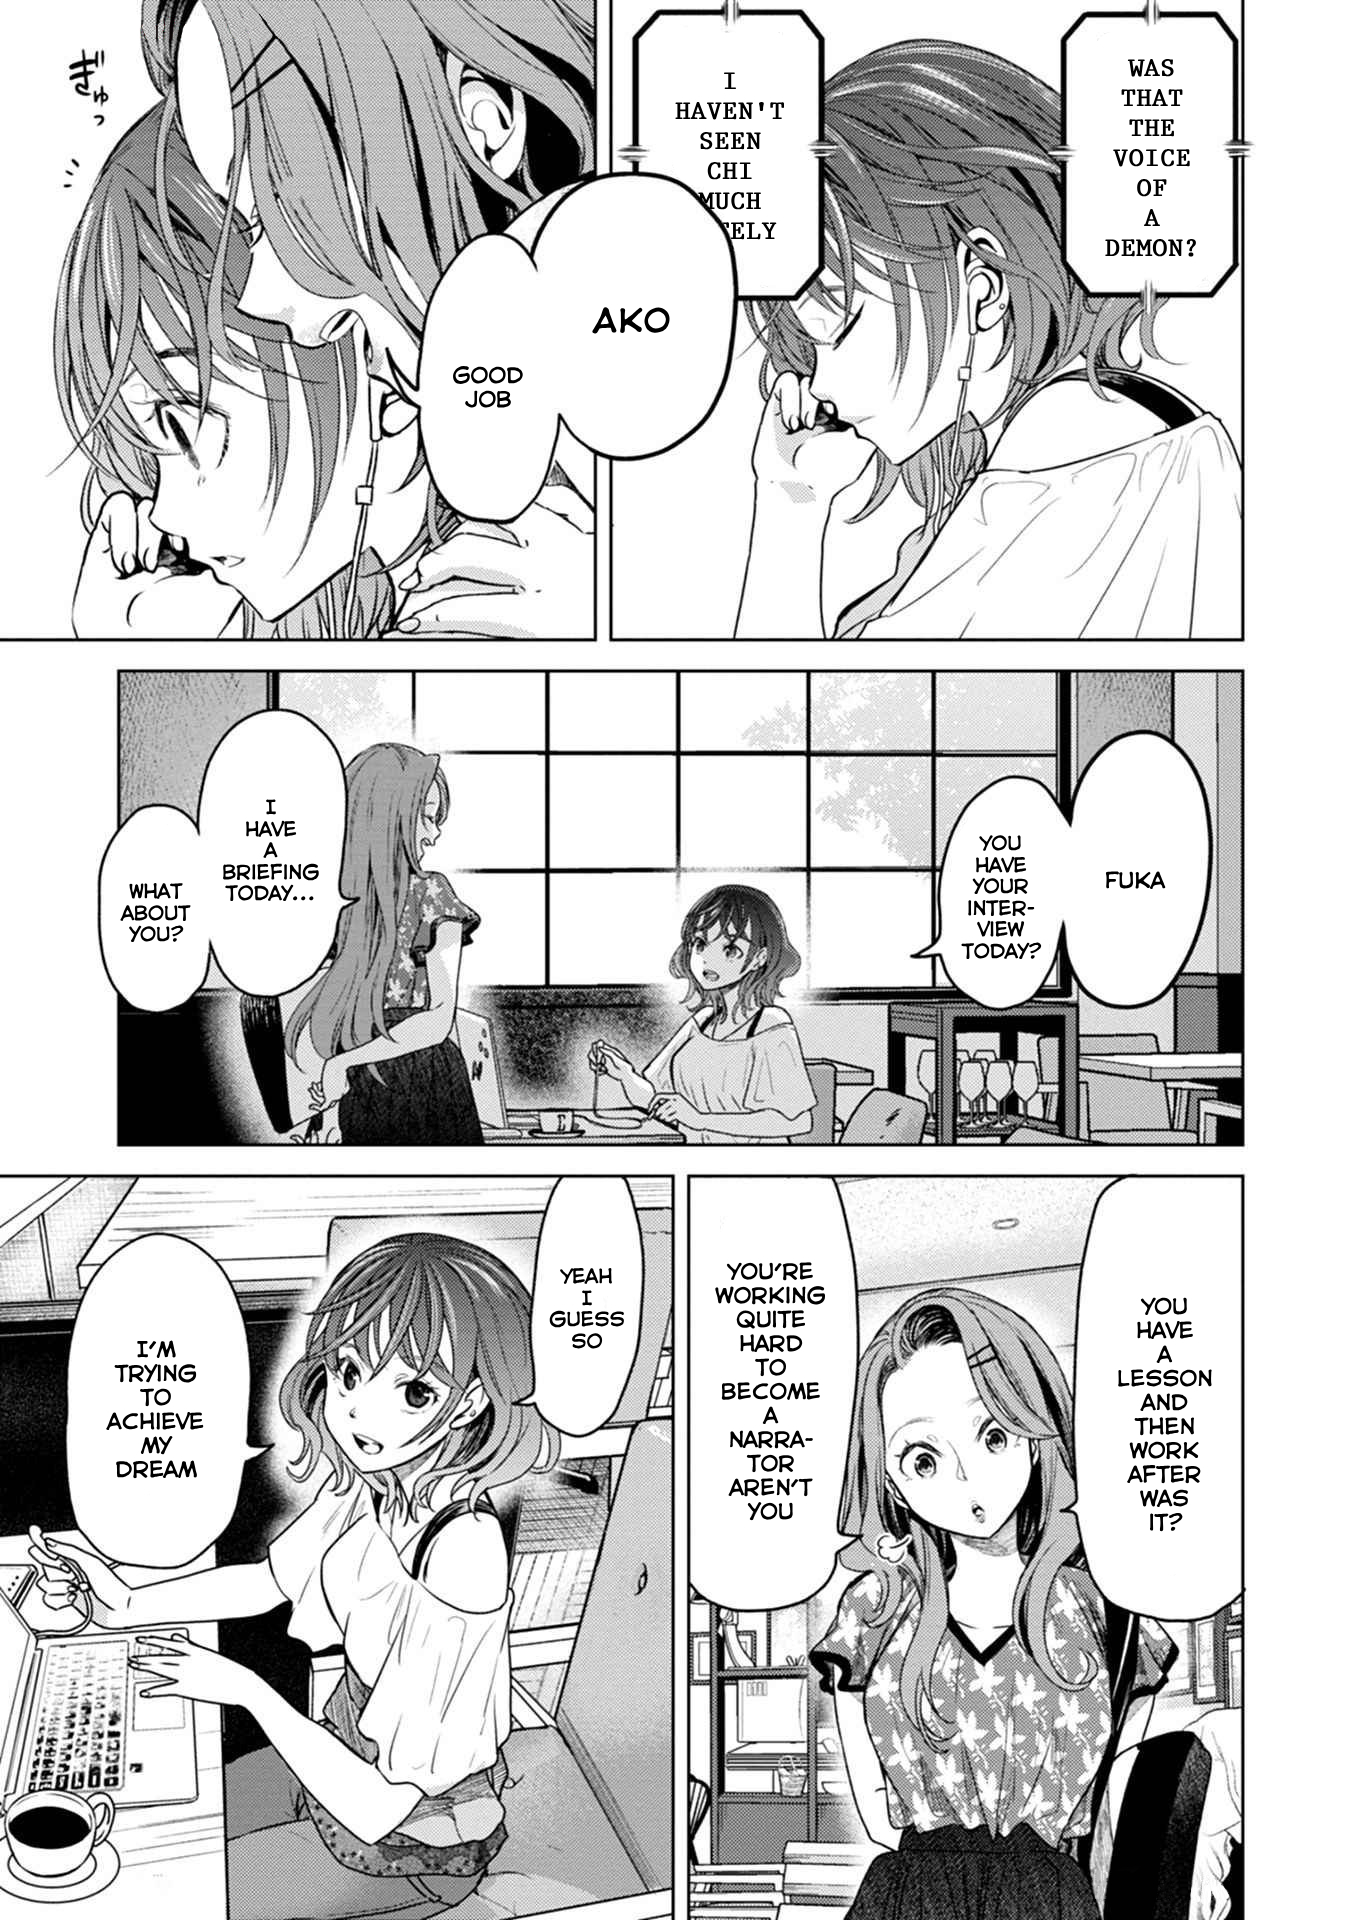 WAS
THAT
THE
VOICE
OF
A
DEMON?
I
HAVEN'T
SEEN
CHI
MUCH
AKO
GOOD
JOB
ぎゅっ
FUKA
YOU
HAVE
YOUR
INTER-
VIEW
TODAY?
I
HAVE
A
BRIEFING
TODAY...
WHAT
ABOUT
YOU?
YOU
HAVE
A
LESSON
AND
THEN
WORK
AFTER
WAS
IT?
YOU'RE
WORKING
QUITE
HARD
TO
BECOME
A
NARRA-
TOR
AREN'T
YOU
YEAH
I
GUESS
SO
I'M
TRYING
TO
ACHIEVE
MY
DREAM